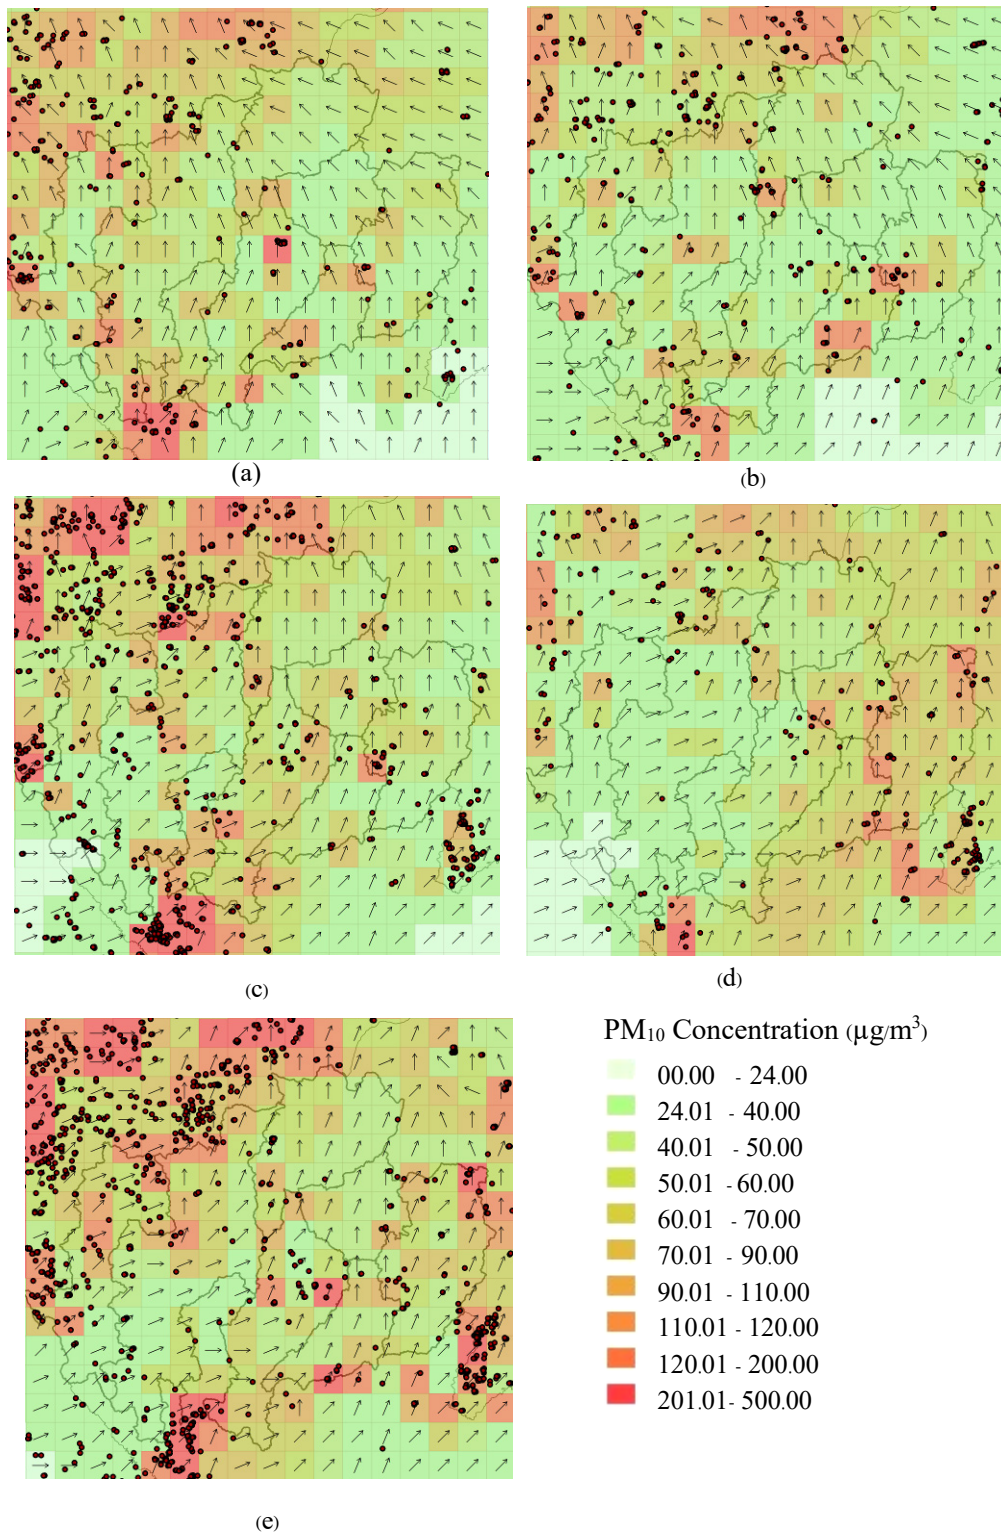 (a)
(b)
(c)
(d)
PM₁₀ Concentration (µg/m³)
00.00 - 24.00
24.01 - 40.00
40.01 - 50.00
50.01 - 60.00
60.01 - 70.00
70.01 - 90.00
90.01 - 110.00
110.01 - 120.00
120.01 - 200.00
201.01 - 500.00
(e)